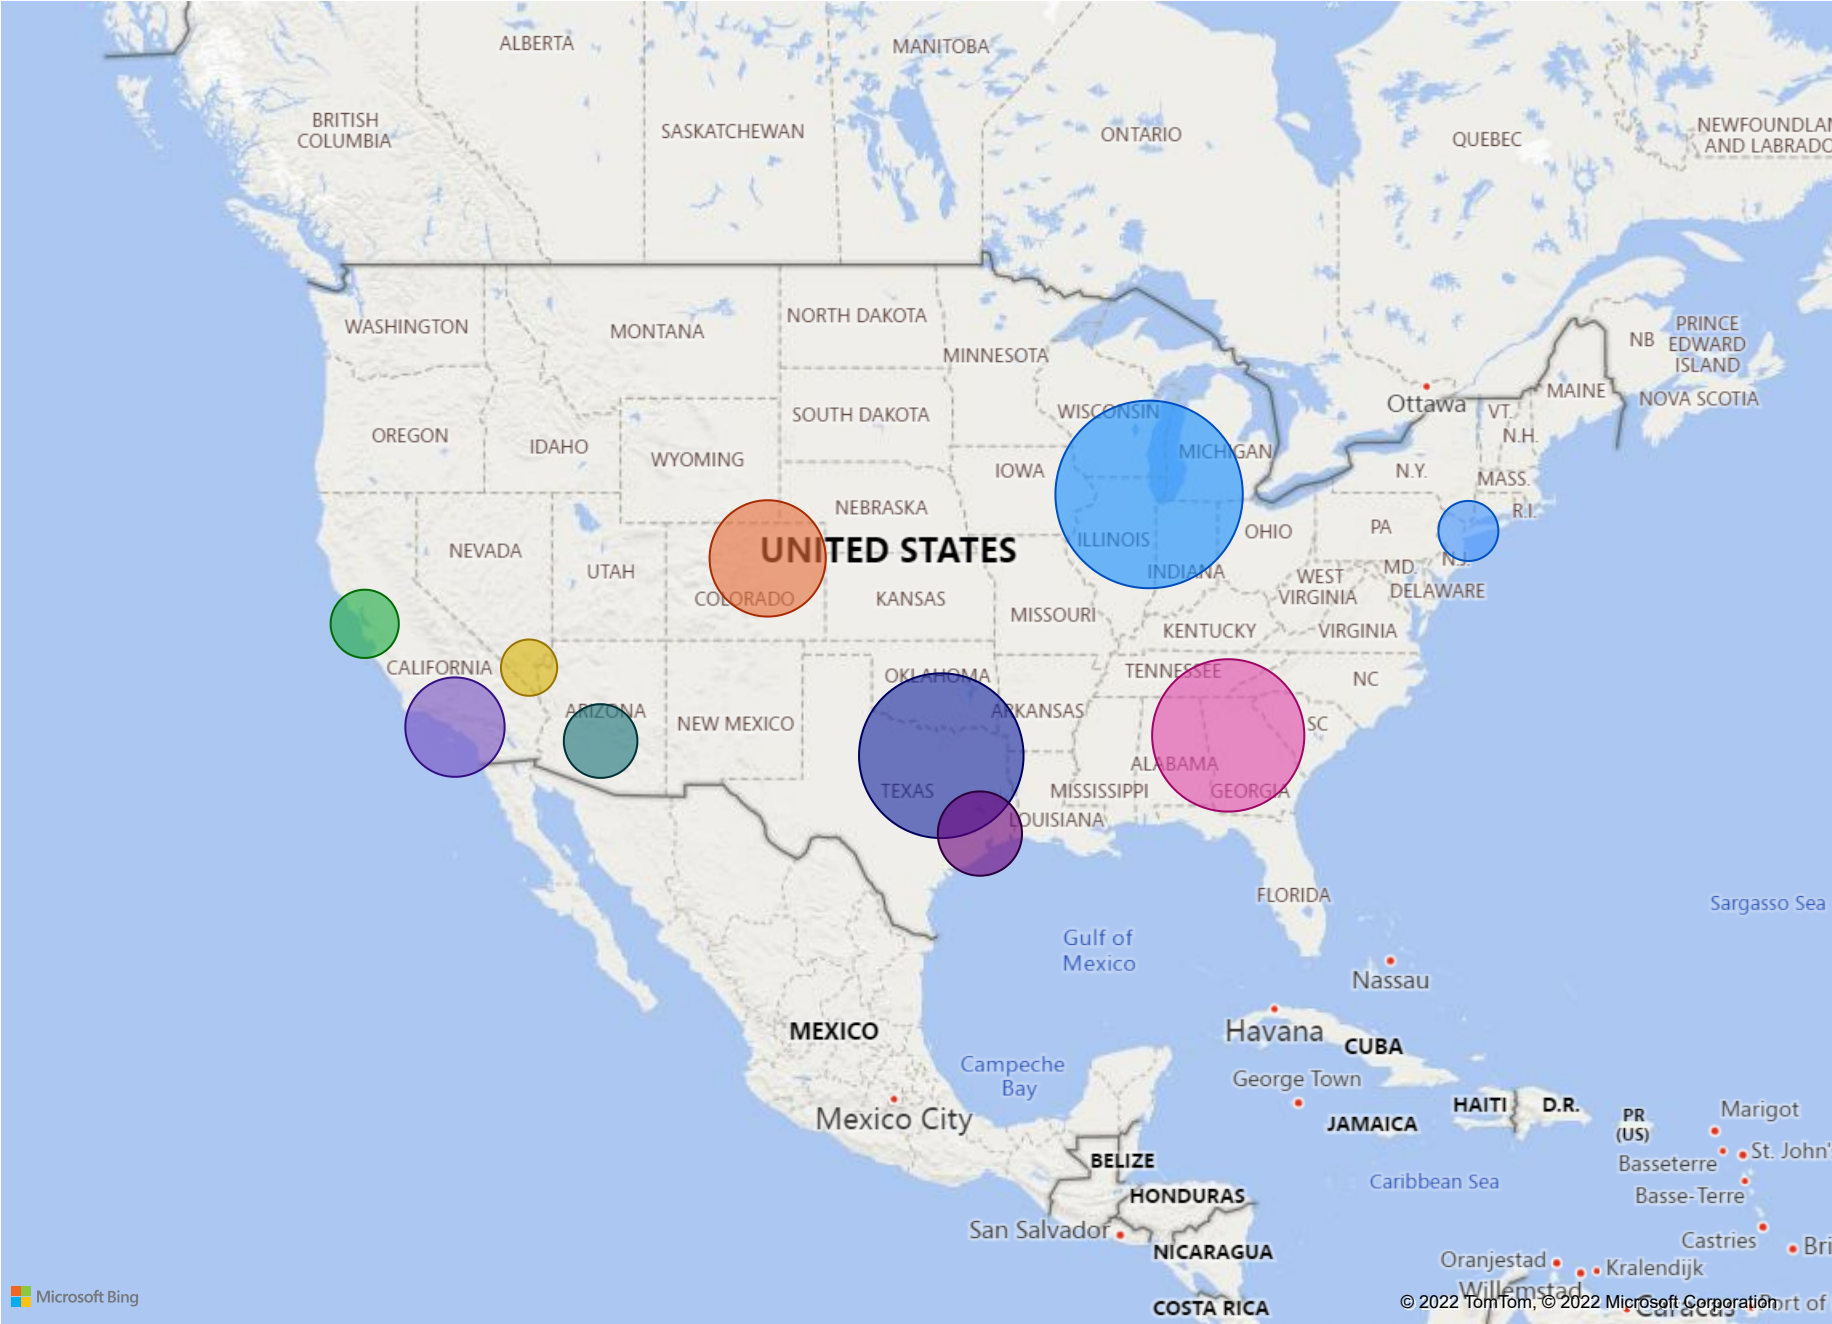 ALBERTA
MANITOBA
BRITISH
COLUMBIA
SASKATCHEWAN
ONTARIO
QUEBEC
NEWFOUNDLAN
AND LABRADO
WASHINGTON
MONTANA
NORTH DAKOTA
MINNESOTA
NB
PRINCE
EDWARD
ISLAND
NOVA SCOTIA
MAINE
Ottawa
VT.
N.H.
OREGON
IDAHO
WYOMING
SOUTH DAKOTA
WISCONSIN
MICHIGAN
IOWA
N.Y.
MASS.
R.I.
NEBRASKA
NEVADA
UTAH
UNITED STATES
ILLINOIS
OHIO
PA
N.J.
INDIANA
MD
DELAWARE
WEST
VIRGINIA
COLORADO
KANSAS
MISSOURI
KENTUCKY
VIRGINIA
CALIFORNIA
OKLAHOMA
TENNESSEE
NC
ARIZONA
NEW MEXICO
ARKANSAS
SC
TEXAS
MISSISSIPPI
ALABAMA
GEORGIA
LOUISIANA
FLORIDA
Sargasso Sea
Gulf of
Mexico
Nassau
MEXICO
Havana
CUBA
Campeche
Bay
George Town
Mexico City
JAMAICA
HAITI
D.R.
PR
(US)
Marigot
BELIZE
Basseterre
St. John's
HONDURAS
Caribbean Sea
Basse-Terre
San Salvador
NICARAGUA
Castries
Bri
Oranjestad
Kralendijk
Willemstad
Caracas
Port of
COSTA RICA
Microsoft Bing
© 2022 TomTom, © 2022 Microsoft Corporation